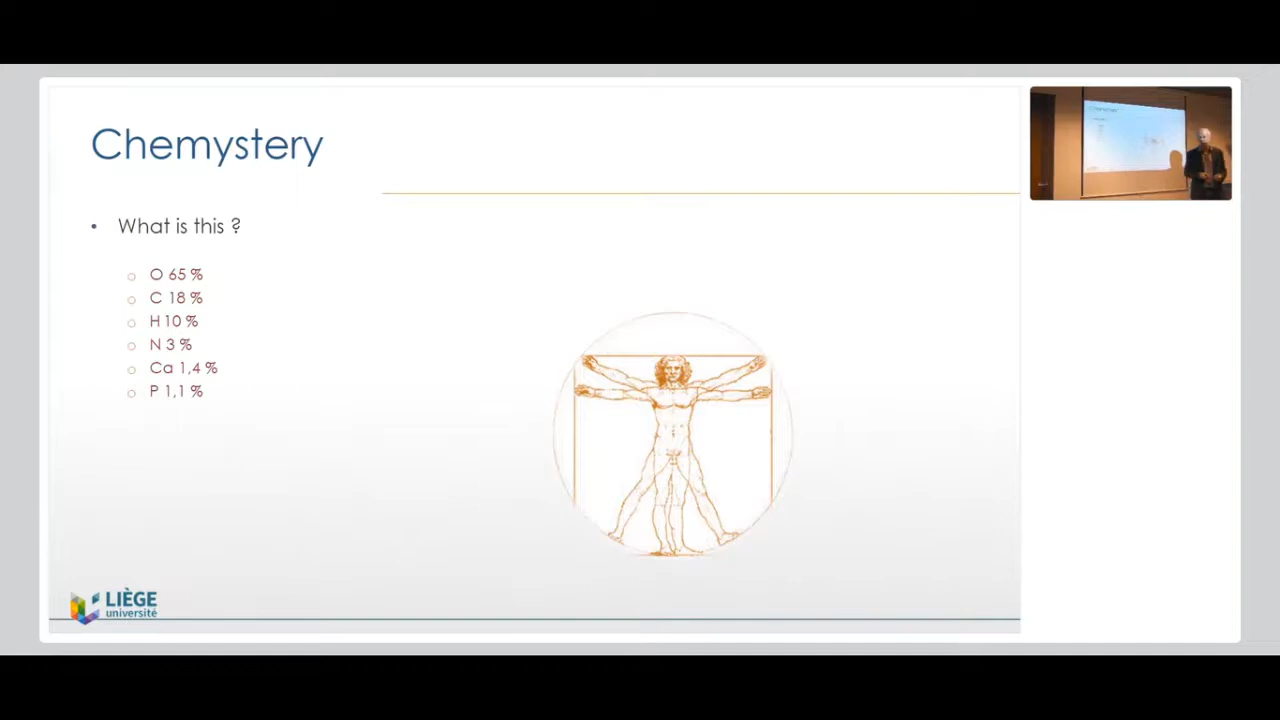 Chemystery
• What is this ?
o O 65 %
o C 18 %
o H 10 %
o N 3 %
o Ca 1,4 %
o P 1,1 %
LIÈGE
université